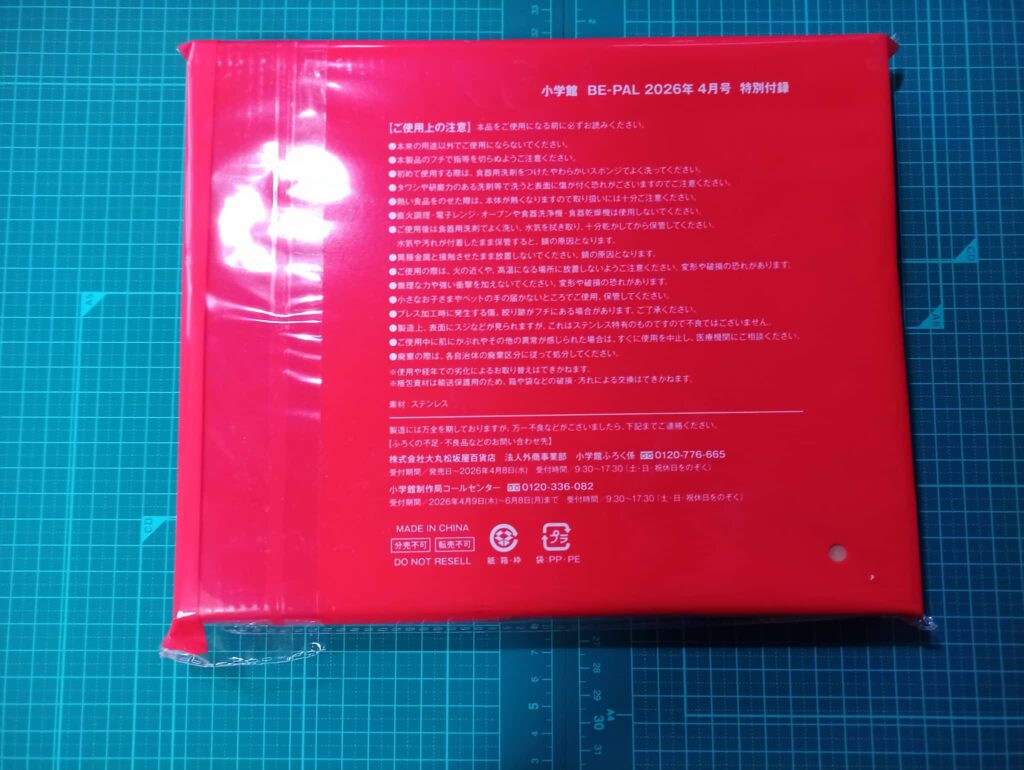 小学館 BE-PAL 2026年 4月号 特別付録
【ご使用上の注意】本品をご使用になる前に必ずお読みください。
●本来の用途以外でご使用にならないでください。
●本製品のフチで指等を切らぬようご注意ください。
●初めて使用する際は、食器用洗剤をつけたやわらかいスポンジでよく洗ってください。
●タワシや研磨力のある洗剤等で洗うと表面に傷が付く恐れがございますのでご注意ください。
●熱い食品をのせた際は、本体が熱くなりますので取り扱いには十分ご注意ください。
●直火調理・電子レンジ・オーブンや食器洗浄機・食器乾燥機は使用しないでください。
●ご使用後は食器用洗剤でよく洗い、水気を拭き取り、十分乾かしてから保管してください。
水気や汚れが付着したまま保管すると、錆の原因となります。
●異種金属と接触させたまま放置しないでください。錆の原因となります。
●ご使用の際は、火の近くや、高温になる場所に放置しないようご注意ください。変形や破損の恐れがあります。
●無理な力や強い衝撃を加えないでください。変形や破損の恐れがあります。
●小さなお子さまやペットの手の届かないところでご使用、保管してください。
●プレス加工時に発生する傷、絞り跡がフチにある場合があります。ご了承ください。
●製造上、表面にスジなどが見られますが、これはステンレス特有のものですので不良ではございません。
●ご使用中に肌にかぶれやその他の異常が感じられた場合は、すぐに使用を中止し、医療機関にご相談ください。
●廃棄の際は、各自治体の廃棄区分に従って処分してください。
※使用や経年での劣化によるお取り替えはできかねます。
※梱包資材は輸送保護用のため、箱や袋などの破損・汚れによる交換はできかねます。
素材：ステンレス
製造には万全を期しておりますが、万一不良などがございましたら、下記までご連絡ください。
【ふろくの不足・不良品などのお問い合わせ先】
株式会社大丸松坂屋百貨店 法人外商事業部 小学館ふろく係 0120-776-665
受付期間／発売日～2026年4月8日(水) 受付時間／9:30～17:30（土・日・祝休日をのぞく）
小学館制作局コールセンター 0120-336-082
受付期間／2026年4月9日(木)～6月8日(月)まで 受付時間／9:30～17:30（土・日・祝休日をのぞく）
MADE IN CHINA
分売不可 転売不可
DO NOT RESELL
紙：箱・枠
プラ
袋：PP・PE
A4
A5
B5
28
29
30
31
7
6
5
4
3